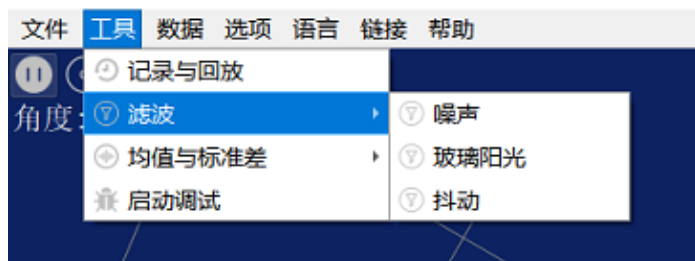 文件 工具 数据 选项 语言 链接 帮助
记录与回放
角度:
滤波 噪声
均值与标准差 玻璃阳光
启动调试 抖动